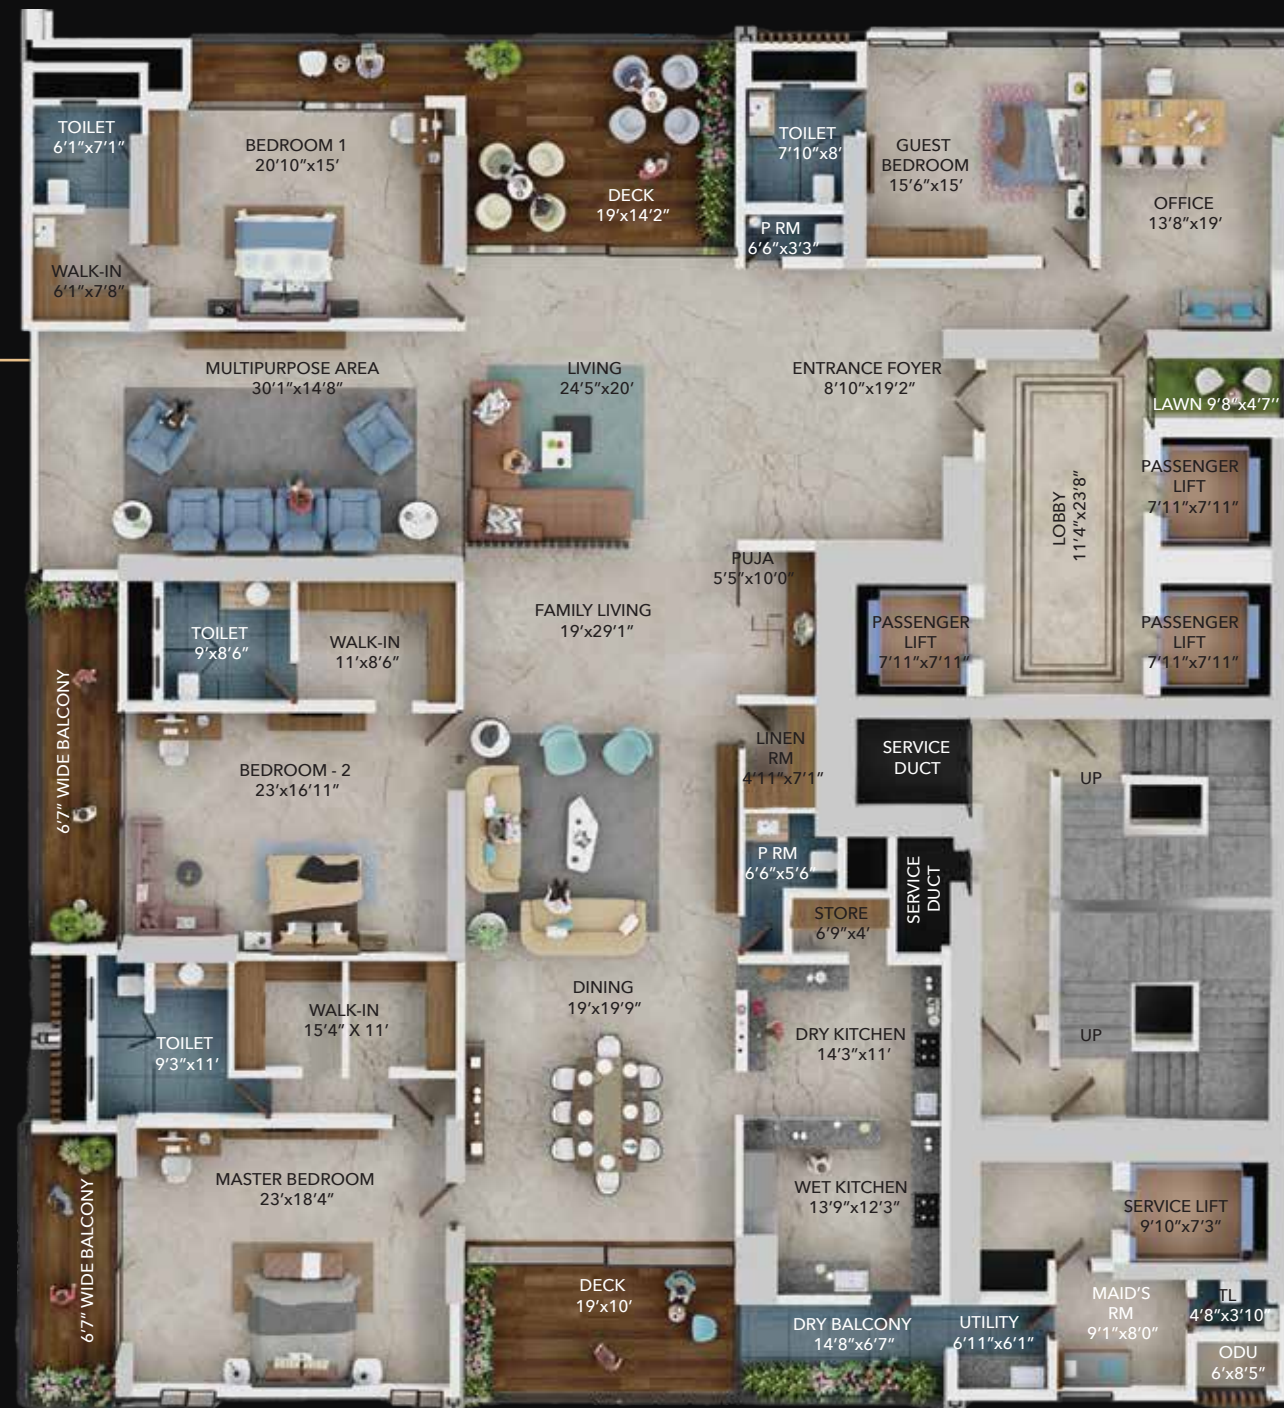 TOILET
6'1"x7'1"
BEDROOM 1
20'10"x15'
DECK
19'x14'2"
TOILET
7'10"x8'
GUEST
BEDROOM
15'6"x15'
OFFICE
13'8"x19'
P RM
6'6"x3'3"
WALK-IN
6'1"x7'8"
MULTIPURPOSE AREA
30'1"x14'8"
LIVING
24'5"x20'
ENTRANCE FOYER
8'10"x19'2"
LAWN 9'8"x4'7''
PASSENGER
LIFT
7'11"x7'11"
LOBBY
11'4"x23'8"
PUJA
5'5"x10'0"
FAMILY LIVING
19'x29'1"
TOILET
9'x8'6"
WALK-IN
11'x8'6"
PASSENGER
LIFT
7'11"x7'11"
PASSENGER
LIFT
7'11"x7'11"
6'7" WIDE BALCONY
BEDROOM - 2
23'x16'11"
LINEN
RM
4'11"x7'1"
SERVICE
DUCT
UP
P RM
6'6"x5'6"
SERVICE
DUCT
STORE
6'9"x4'
DINING
19'x19'9"
WALK-IN
15'4" X 11'
TOILET
9'3"x11'
DRY KITCHEN
14'3"x11'
UP
MASTER BEDROOM
23'x18'4"
WET KITCHEN
13'9"x12'3"
SERVICE LIFT
9'10"x7'3"
6'7" WIDE BALCONY
DECK
19'x10'
DRY BALCONY
14'8"x6'7"
UTILITY
6'11"x6'1"
MAID'S
RM
9'1"x8'0"
TL
4'8"x3'10"
ODU
6'x8'5"